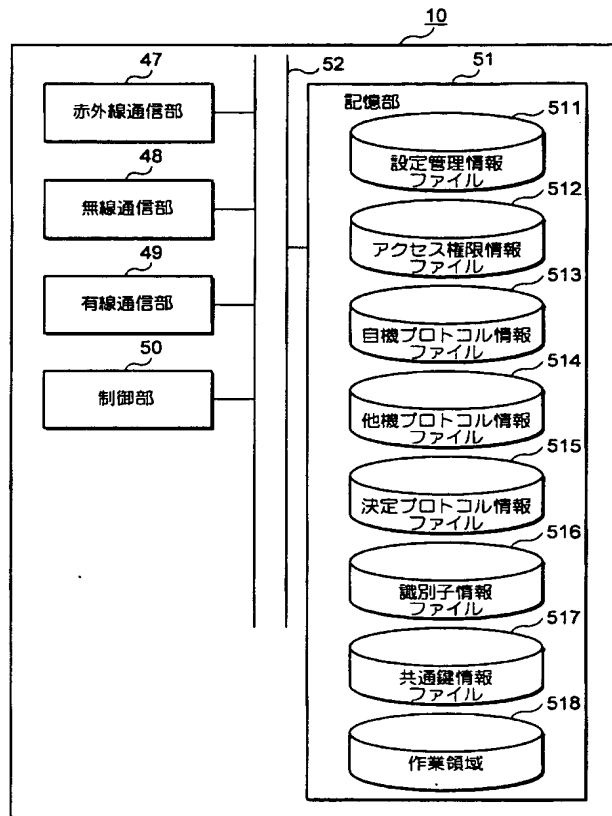 10
47
赤外線通信部
48
無線通信部
49
有線通信部
50
制御部
52
51
記憶部
511
設定管理情報
ファイル
512
アクセス権限情報
ファイル
513
自機プロトコル情報
ファイル
514
他機プロトコル情報
ファイル
515
決定プロトコル情報
ファイル
516
識別子情報
ファイル
517
共通鍵情報
ファイル
518
作業領域